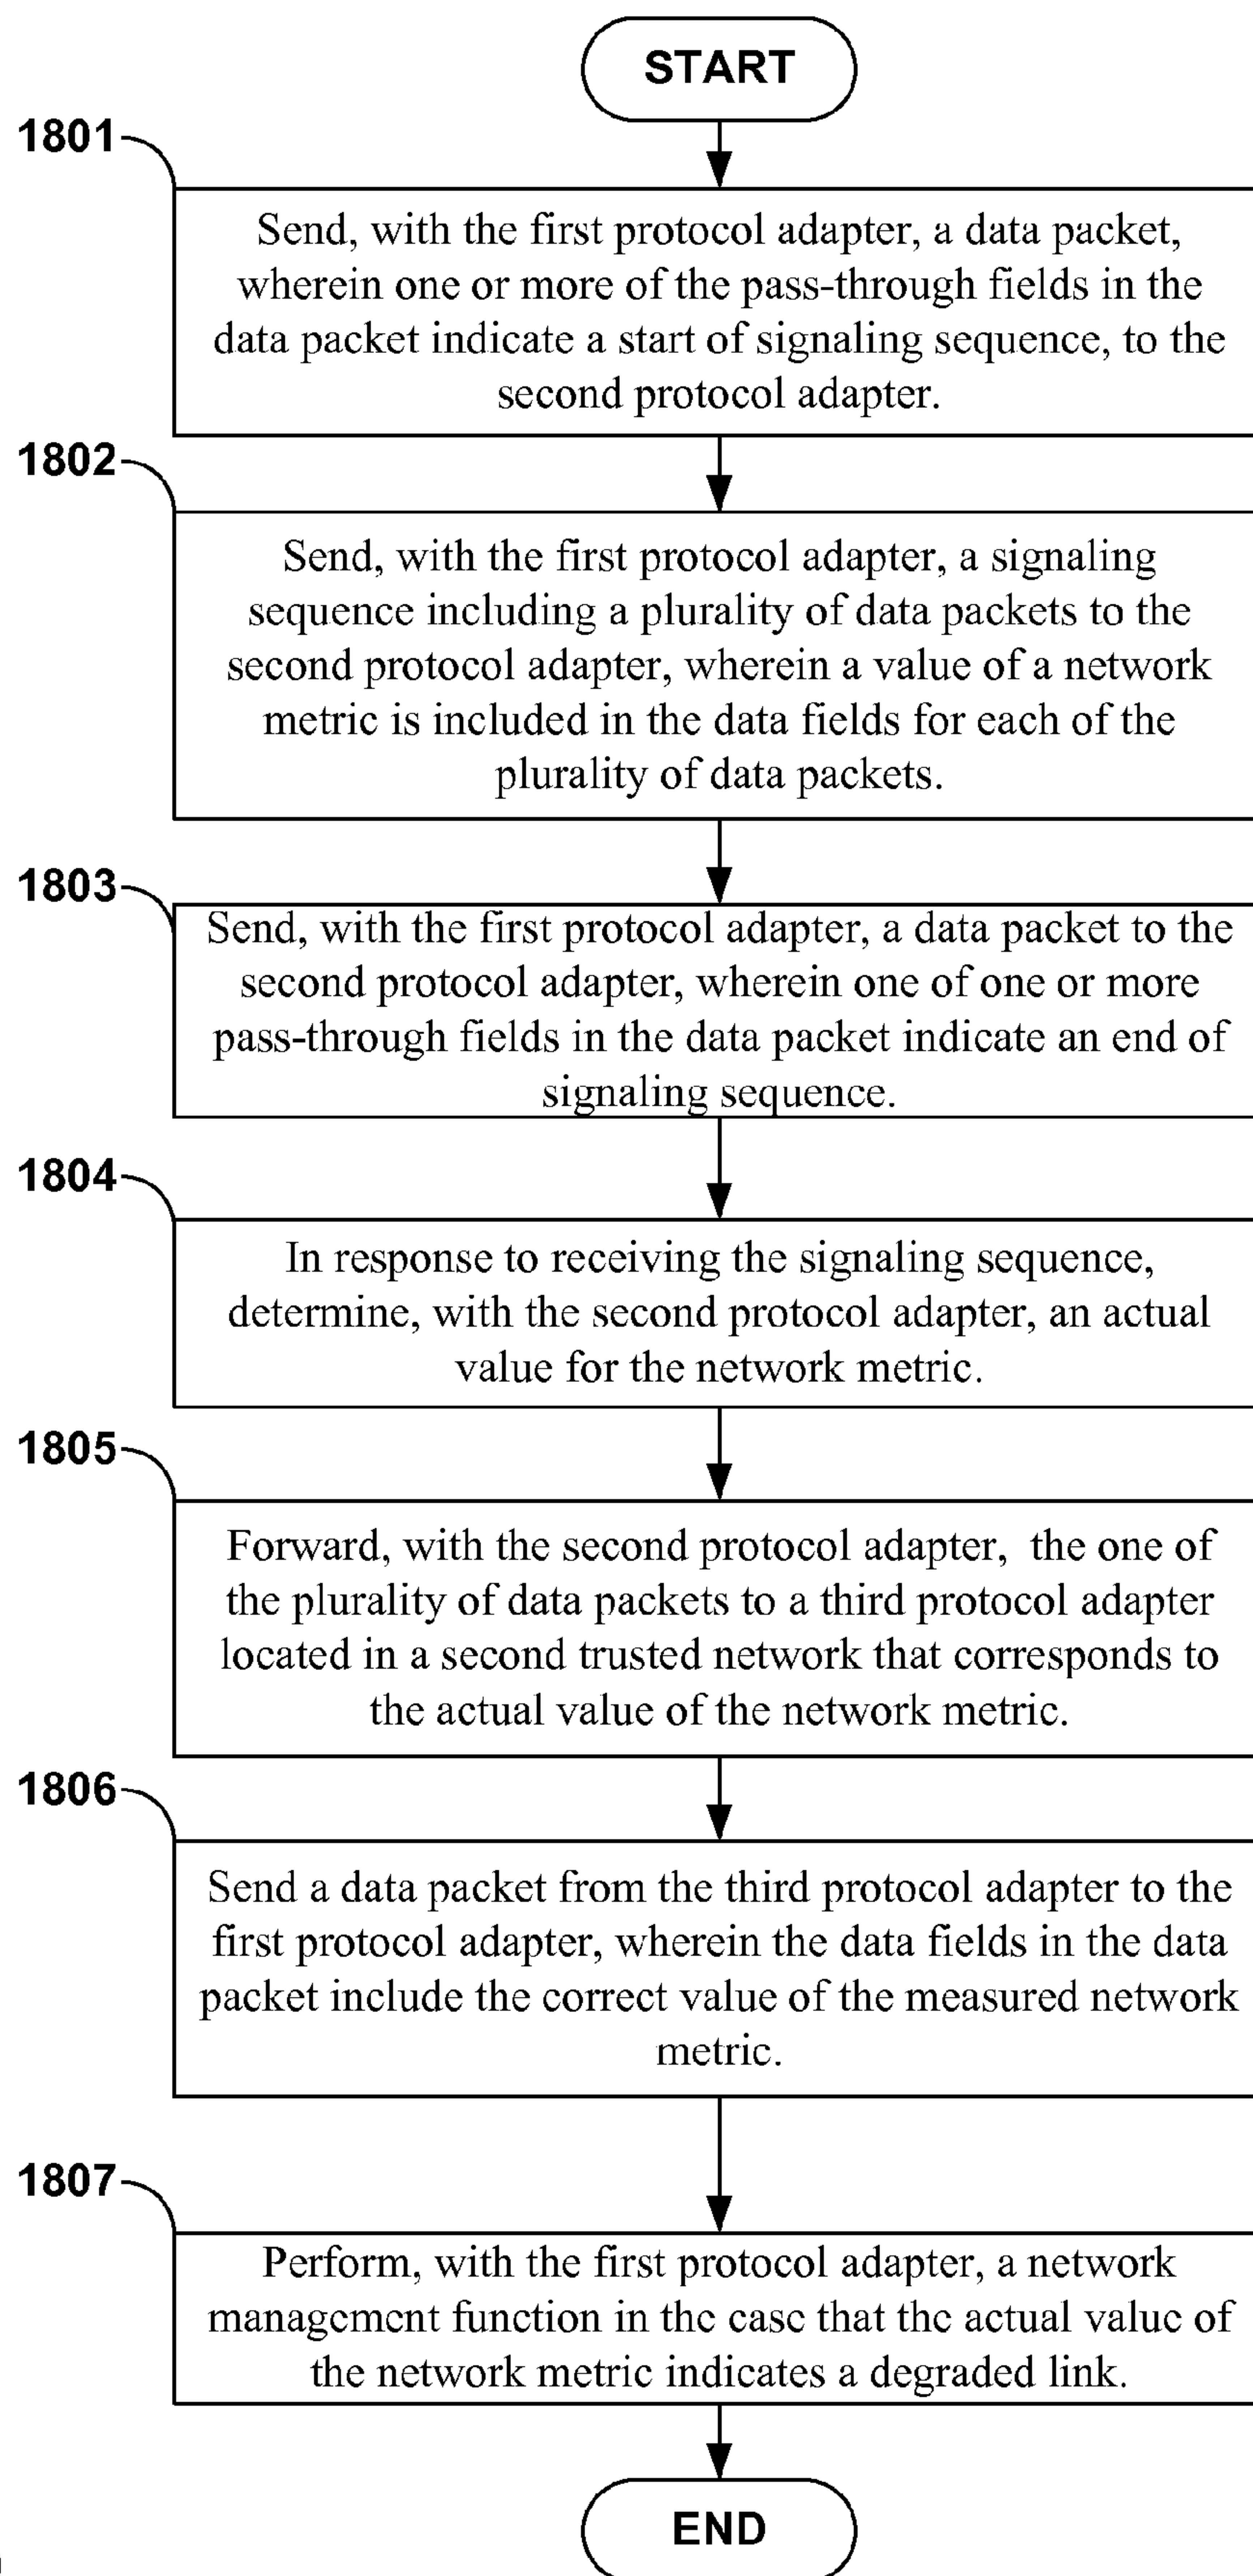 START
1801
Send, with the first protocol adapter, a data packet,
wherein one or more of the pass-through fields in the
data packet indicate a start of signaling sequence, to the
second protocol adapter.
1802
Send, with the first protocol adapter, a signaling
sequence including a plurality of data packets to the
second protocol adapter, wherein a value of a network
metric is included in the data fields for each of the
plurality of data packets.
1803
Send, with the first protocol adapter, a data packet to the
second protocol adapter, wherein one of one or more
pass-through fields in the data packet indicate an end of
signaling sequence.
1804
In response to receiving the signaling sequence,
determine, with the second protocol adapter, an actual
value for the network metric.
1805
Forward, with the second protocol adapter, the one of
the plurality of data packets to a third protocol adapter
located in a second trusted network that corresponds to
the actual value of the network metric.
1806
Send a data packet from the third protocol adapter to the
first protocol adapter, wherein the data fields in the data
packet include the correct value of the measured network
metric.
1807
Perform, with the first protocol adapter, a network
management function in the case that the actual value of
the network metric indicates a degraded link.
END